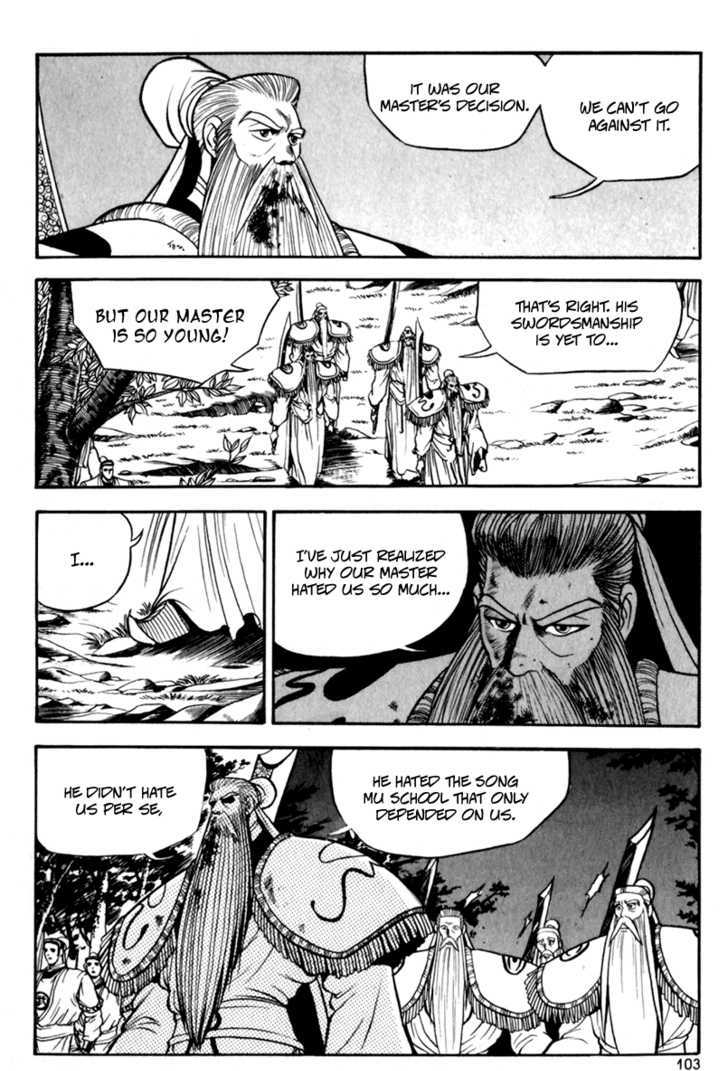 IT WAS OUR
MASTER'S DECISION.
WE CAN'T GO
AGAINST IT.
BUT OUR MASTER
IS SO YOUNG!
THAT'S RIGHT. HIS
SWORDSMANSHIP
IS YET TO...
I...
I'VE JUST REALIZED
WHY OUR MASTER
HATED US SO MUCH...
HE DIDN'T HATE
US PER SE,
HE HATED THE SONG
MU SCHOOL THAT ONLY
DEPENDED ON US.
103